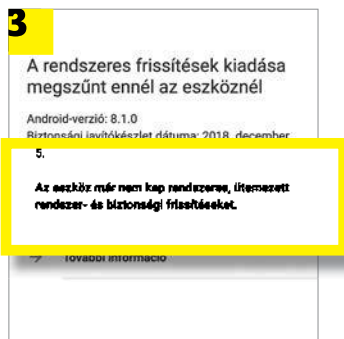 3
A rendszeres frissítések kiadása
megszűnt ennél az eszköznél
Android-verzió: 8.1.0
Biztonsági javítókészlet dátuma: 2018. december
5.
Az eszköz már nem kap rendszeres, ütemezett
rendszer- és biztonsági frissítéseket.
→ További információ